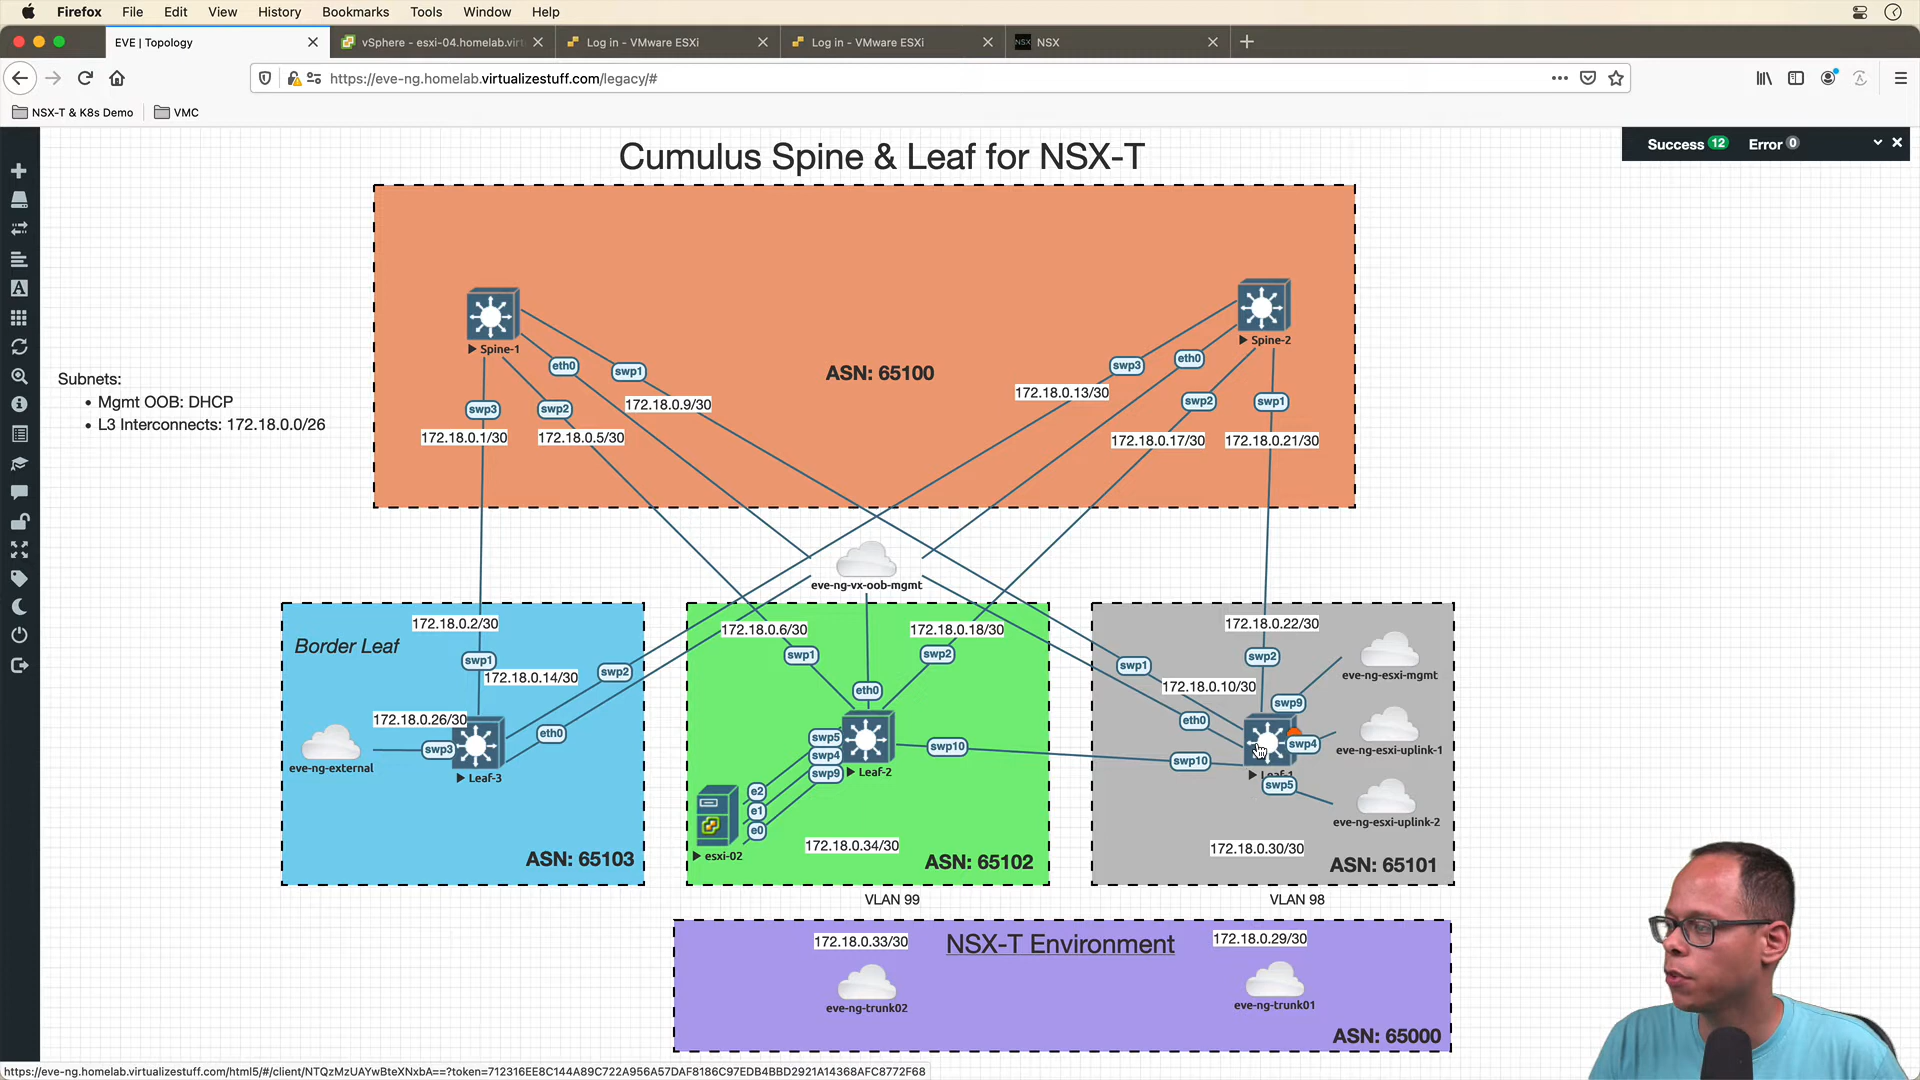 Firefox File Edit View History Bookmarks Tools Window Help
EVE | Topology
vSphere - esxi-04.homelab.virt
Log in - VMware ESXi
Log in - VMware ESXi
NSX
NSX
https://eve-ng.homelab.virtualizestuff.com/legacy/#
NSX-T & K8s Demo
VMC
Cumulus Spine & Leaf for NSX-T
Success 12 Error 0
Spine-1
Spine-2
eth0
swp1
swp3
eth0
ASN: 65100
Subnets:
Mgmt OOB: DHCP
L3 Interconnects: 172.18.0.0/26
172.18.0.9/30
172.18.0.13/30
swp3
swp2
swp2
swp1
172.18.0.1/30
172.18.0.5/30
172.18.0.17/30
172.18.0.21/30
eve-ng-vx-oob-mgmt
172.18.0.2/30
Border Leaf
swp1
172.18.0.14/30
swp2
172.18.0.26/30
eth0
swp3
eve-ng-external
Leaf-3
ASN: 65103
172.18.0.6/30
172.18.0.18/30
swp1
swp2
eth0
swp5
swp4
swp9
swp10
Leaf-2
e2
e1
e0
esxi-02
172.18.0.34/30
ASN: 65102
172.18.0.22/30
swp2
swp1
172.18.0.10/30
eve-ng-esxi-mgmt
swp9
eth0
swp4
eve-ng-esxi-uplink-1
swp10
Leaf-1
swp5
eve-ng-esxi-uplink-2
172.18.0.30/30
ASN: 65101
VLAN 99
VLAN 98
172.18.0.33/30
NSX-T Environment
172.18.0.29/30
eve-ng-trunk02
eve-ng-trunk01
ASN: 65000
https://eve-ng.homelab.virtualizestuff.com/html5/#/client/NTQzMzUAYwBteXNxbA==?token=712316EE8C144A89C722A956A57DAF8186C97EDB4BBD2921A14368AFC8772F68